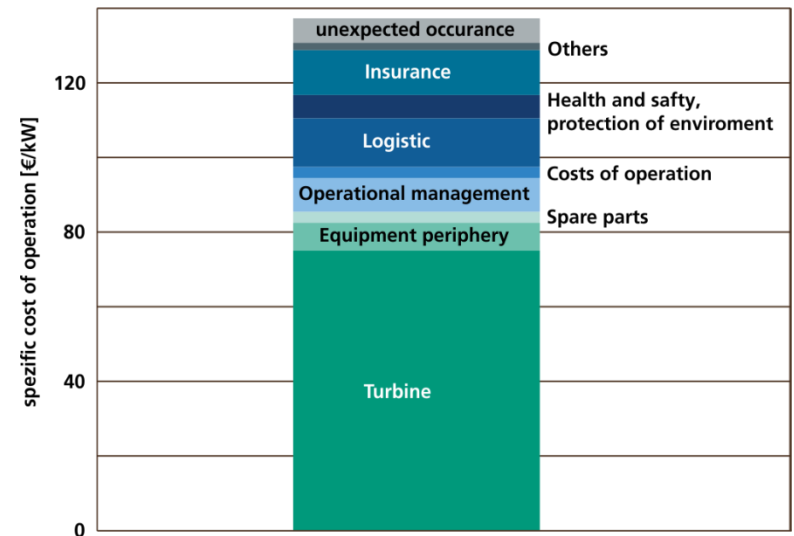 unexpected occurance
Others
Insurance
120
Health and safty,
protection of enviroment
Logistic
Costs of operation
Operational management
Spare parts
80
Equipment periphery
spezific cost of operation [€/kW]
40
Turbine
0